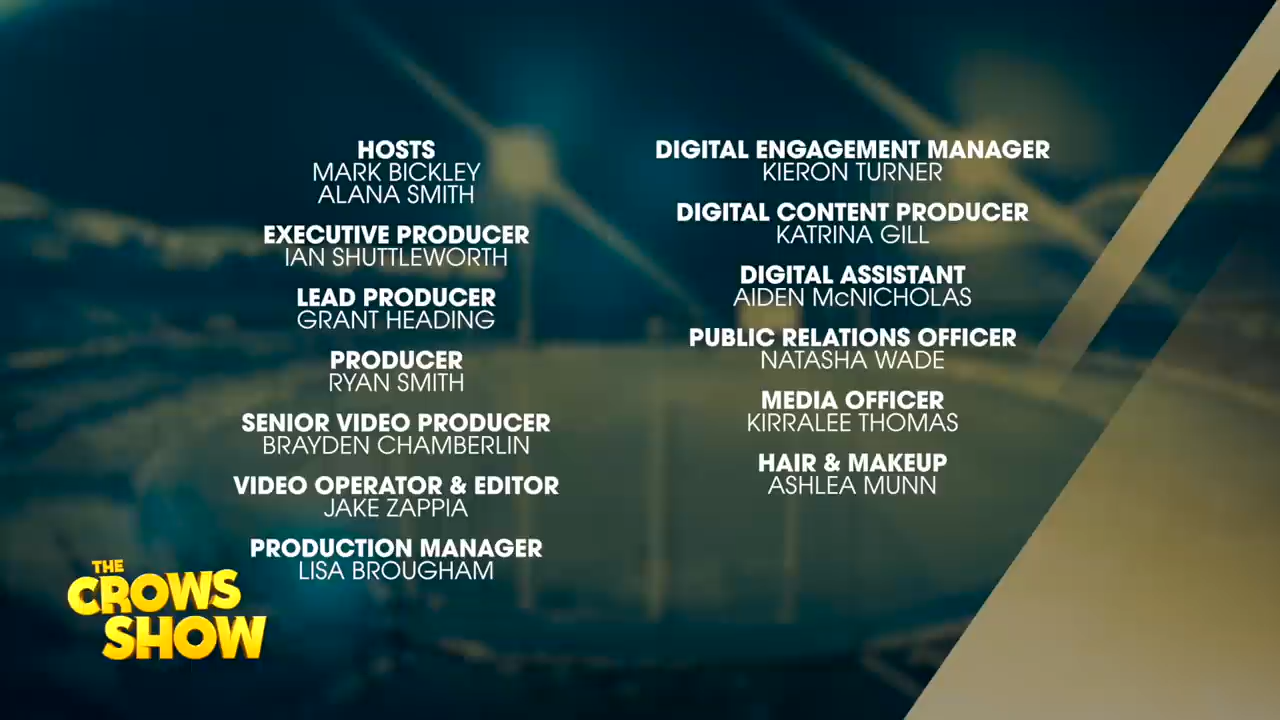 HOSTS
MARK BICKLEY
ALANA SMITH
EXECUTIVE PRODUCER
IAN SHUTTLEWORTH
LEAD PRODUCER
GRANT HEADING
PRODUCER
RYAN SMITH
SENIOR VIDEO PRODUCER
BRAYDEN CHAMBERLIN
VIDEO OPERATOR & EDITOR
JAKE ZAPPIA
PRODUCTION MANAGER
LISA BROUGHAM
DIGITAL ENGAGEMENT MANAGER
KIERON TURNER
DIGITAL CONTENT PRODUCER
KATRINA GILL
DIGITAL ASSISTANT
AIDEN McNICHOLAS
PUBLIC RELATIONS OFFICER
NATASHA WADE
MEDIA OFFICER
KIRRALEE THOMAS
HAIR & MAKEUP
ASHLEA MUNN
THE
CROWS
SHOW